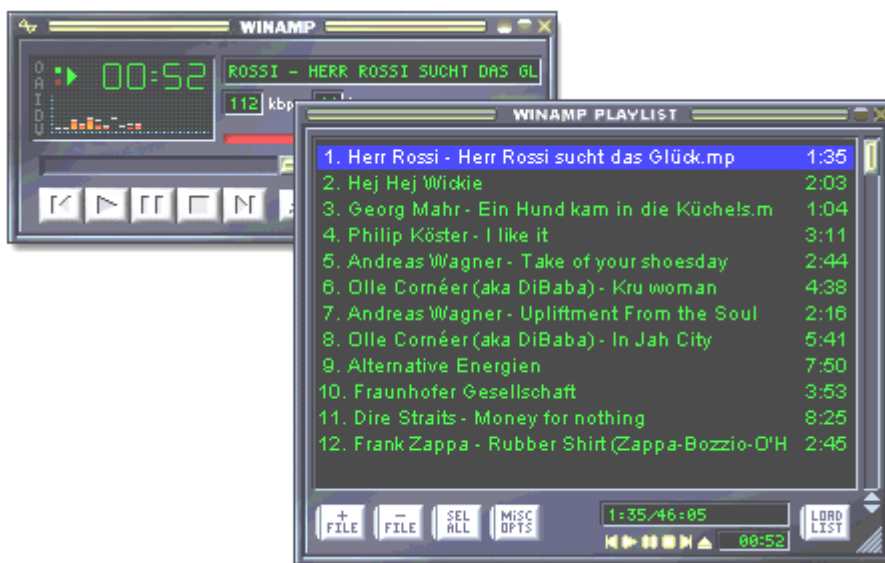 WINAMP
O
A
I
D
V
00:52
ROSSI - HERR ROSSI SUCHT DAS GL
112 kbp
WINAMP PLAYLIST
1. Herr Rossi - Herr Rossi sucht das Glück.mp 1:35
2. Hej Hej Wickie 2:03
3. Georg Mahr - Ein Hund kam in die Küche!s.m 1:04
4. Philip Köster - I like it 3:11
5. Andreas Wagner - Take of your shoesday 2:44
6. Olle Cornéer (aka DiBaba) - Kru woman 4:38
7. Andreas Wagner - Upliftment From the Soul 2:16
8. Olle Cornéer (aka DiBaba) - In Jah City 5:41
9. Alternative Energien 7:50
10. Fraunhofer Gesellschaft 3:53
11. Dire Straits - Money for nothing 8:25
12. Frank Zappa - Rubber Shirt (Zappa-Bozzio-O'H 2:45
+ FILE
- FILE
SEL ALL
MISC OPTS
1:35/46:05
00:52
LOAD LIST